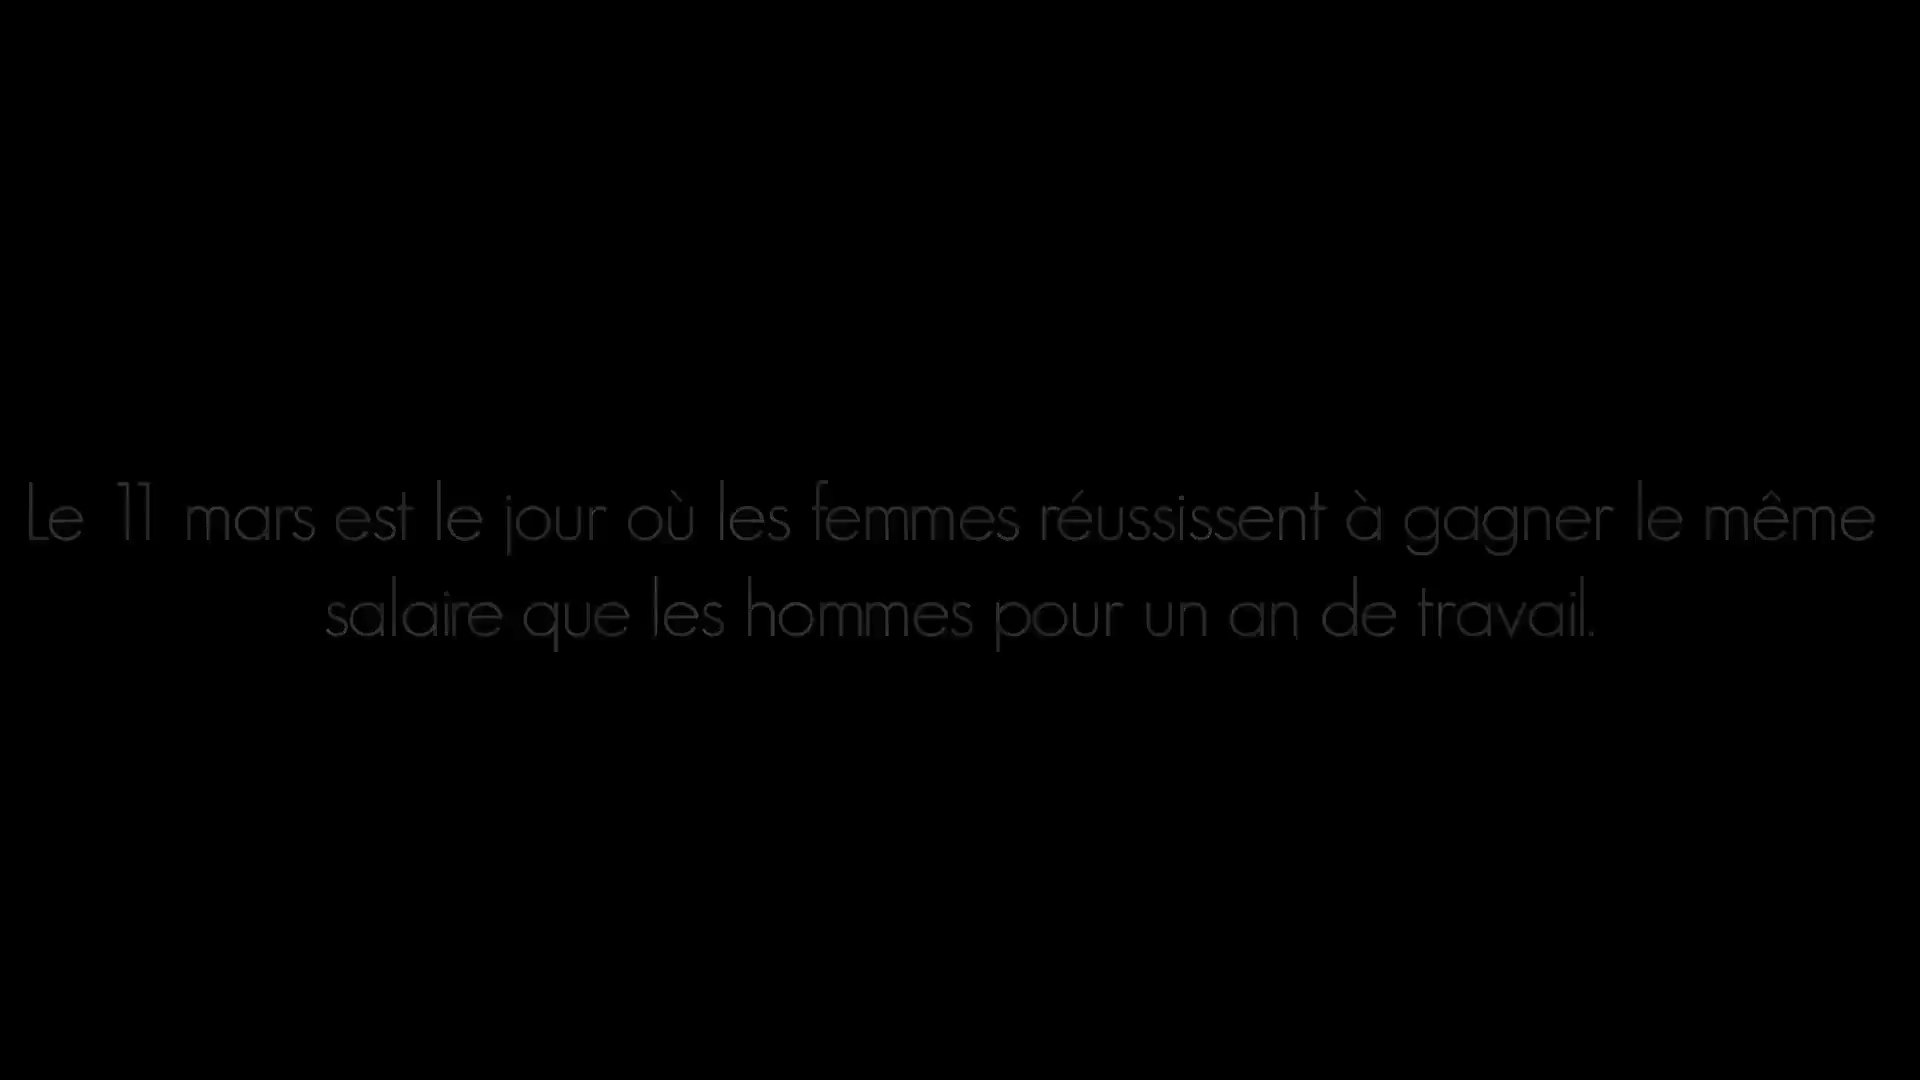 Le 11 mars est le jour où les femmes réussissent à gagner le même
salaire que les hommes pour un an de travail.